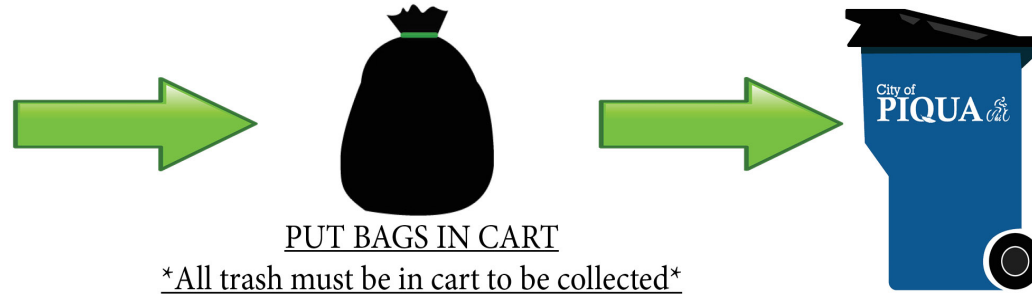 City of
PIQUA
PUT BAGS IN CART
*All trash must be in cart to be collected*